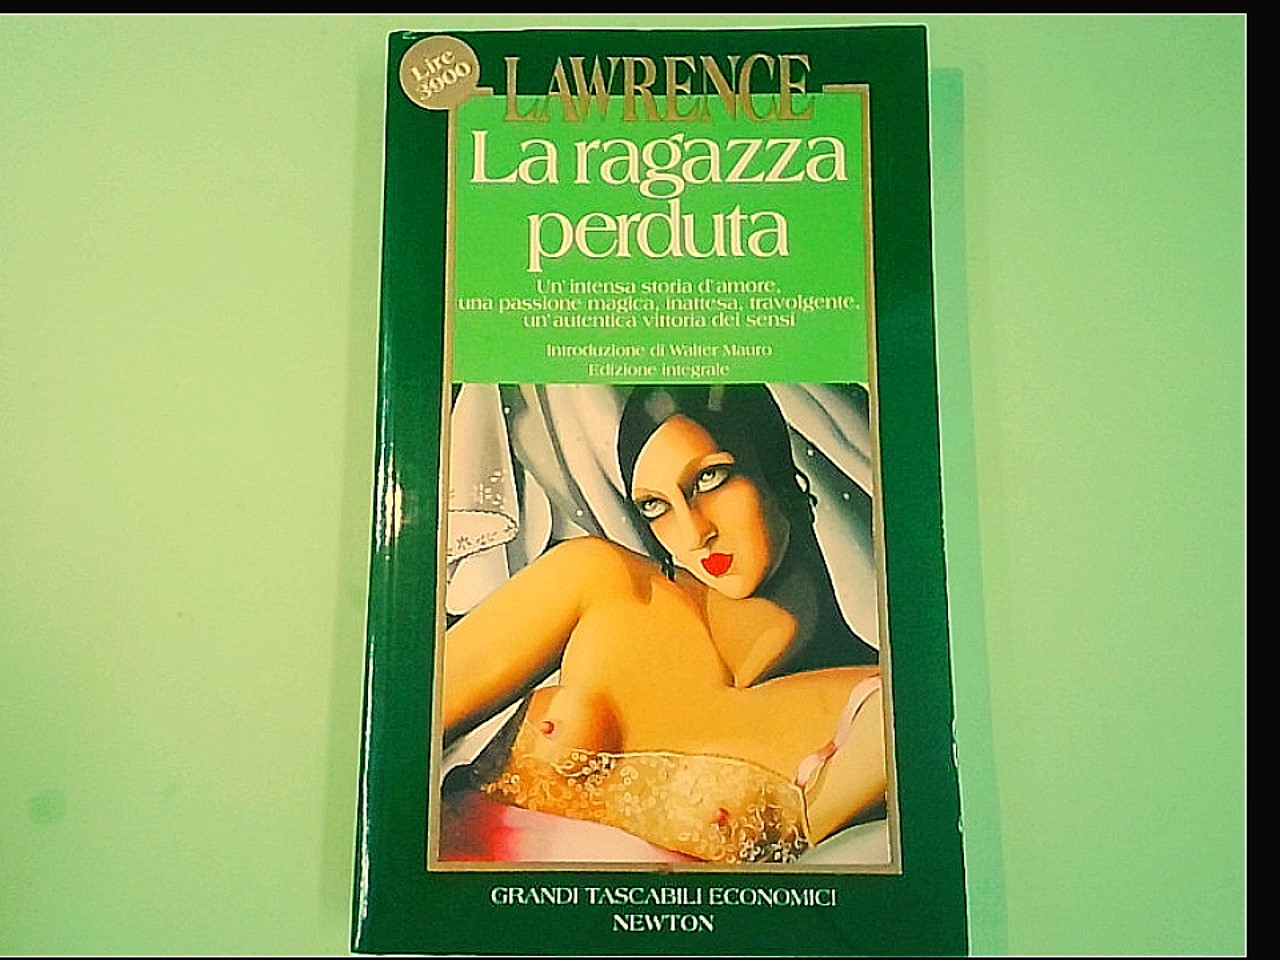 Lire
3900
LAWRENCE
La ragazza
perduta
Un'intensa storia d'amore,
una passione magica, inattesa, travolgente,
un'autentica vittoria dei sensi
Introduzione di Walter Mauro
Edizione integrale
GRANDI TASCABILI ECONOMICI
NEWTON